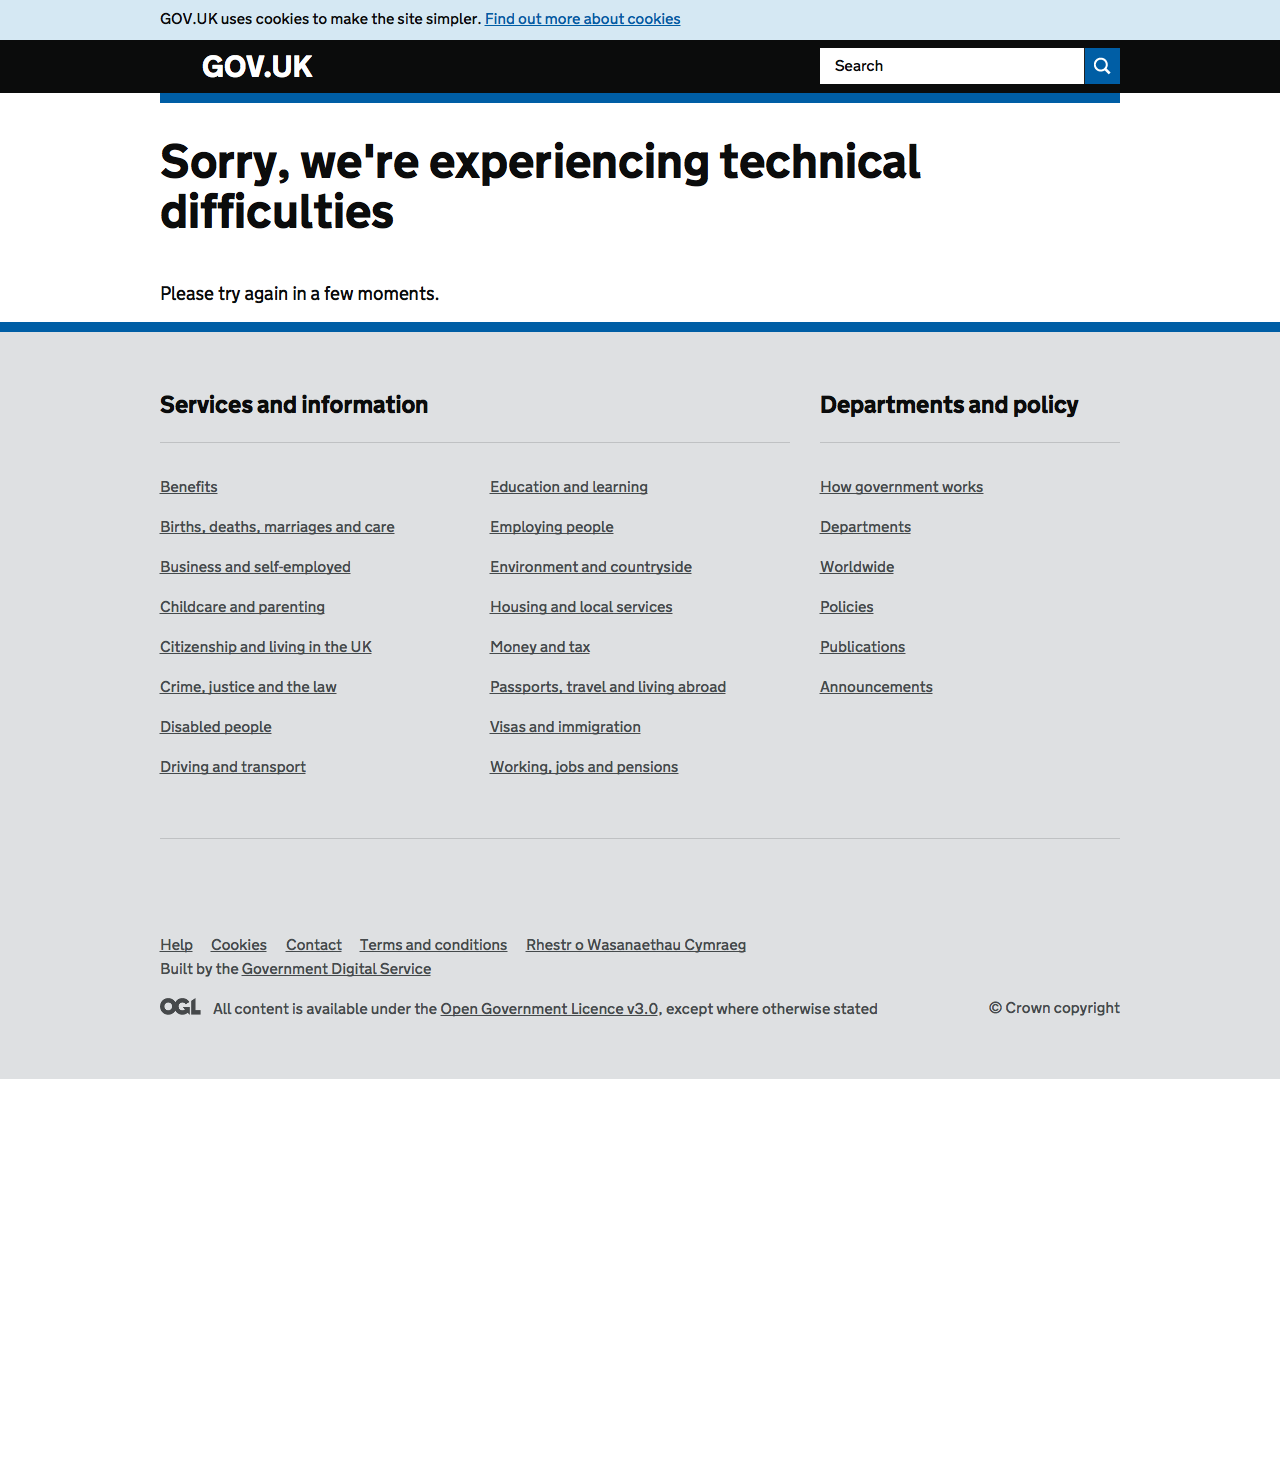 GOV.UK uses cookies to make the site simpler. Find out more about cookies
GOV.UK
Search
Sorry, we're experiencing technical
difficulties
Please try again in a few moments.
Services and information
Benefits
Births, deaths, marriages and care
Business and self-employed
Childcare and parenting
Citizenship and living in the UK
Crime, justice and the law
Disabled people
Driving and transport
Education and learning
Employing people
Environment and countryside
Housing and local services
Money and tax
Passports, travel and living abroad
Visas and immigration
Working, jobs and pensions
Departments and policy
How government works
Departments
Worldwide
Policies
Publications
Announcements
Help Cookies Contact Terms and conditions Rhestr o Wasanaethau Cymraeg
Built by the Government Digital Service
OGL All content is available under the Open Government Licence v3.0, except where otherwise stated
© Crown copyright